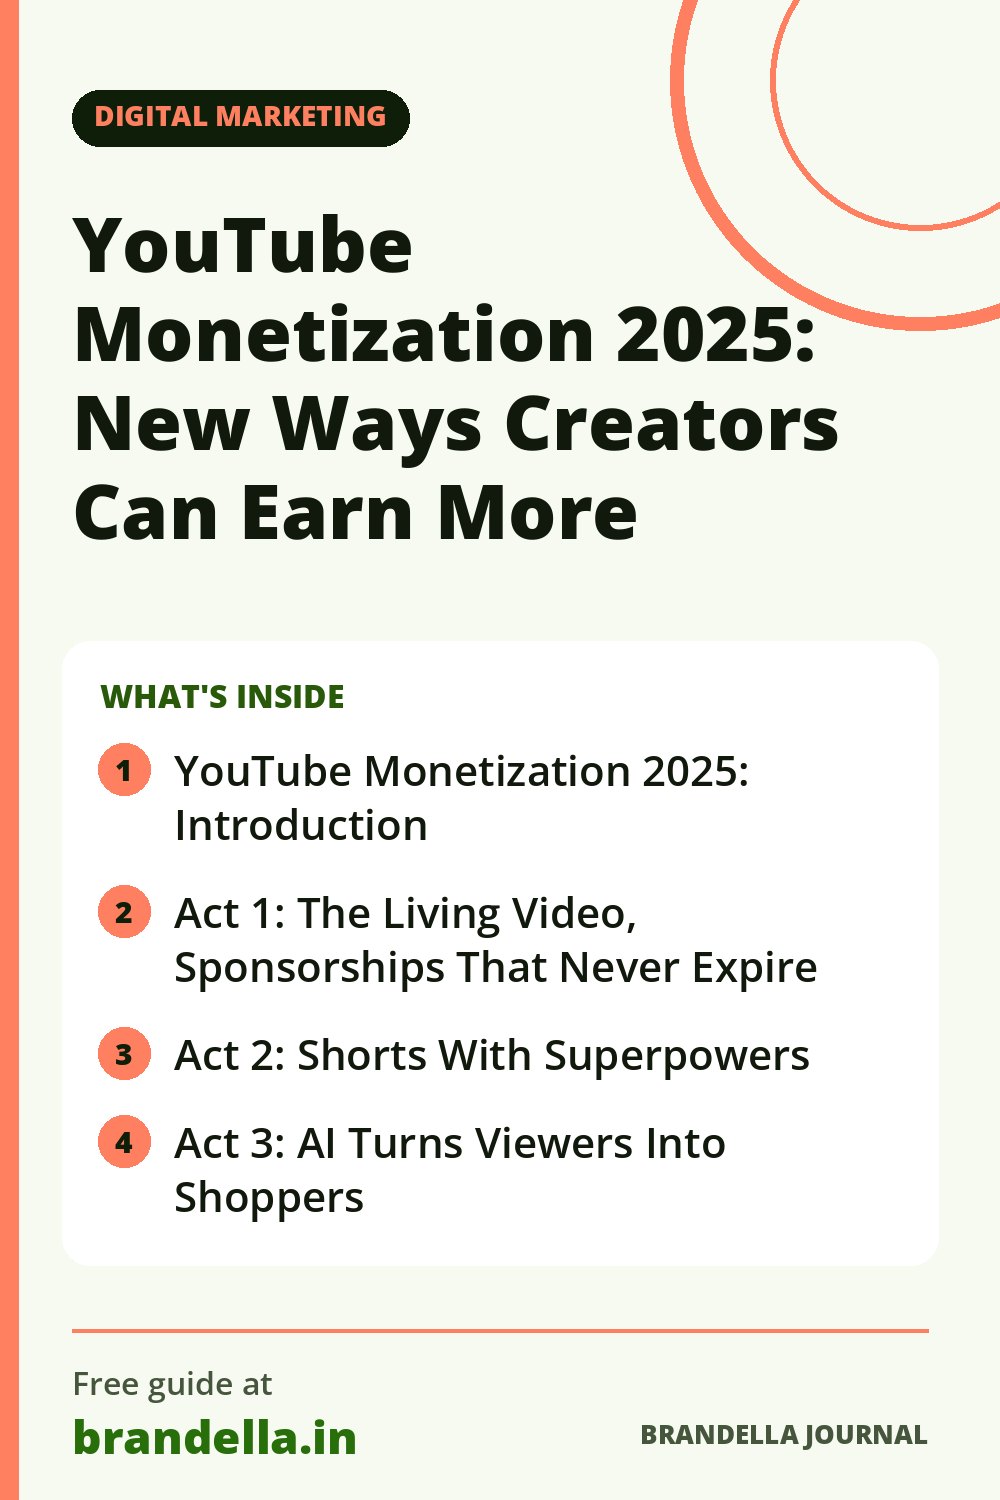 DIGITAL MARKETING
YouTube
Monetization 2025:
New Ways Creators
Can Earn More
WHAT'S INSIDE
1 YouTube Monetization 2025:
Introduction
2 Act 1: The Living Video,
Sponsorships That Never Expire
3 Act 2: Shorts With Superpowers
4 Act 3: AI Turns Viewers Into
Shoppers
Free guide at
brandella.in
BRANDELLA JOURNAL